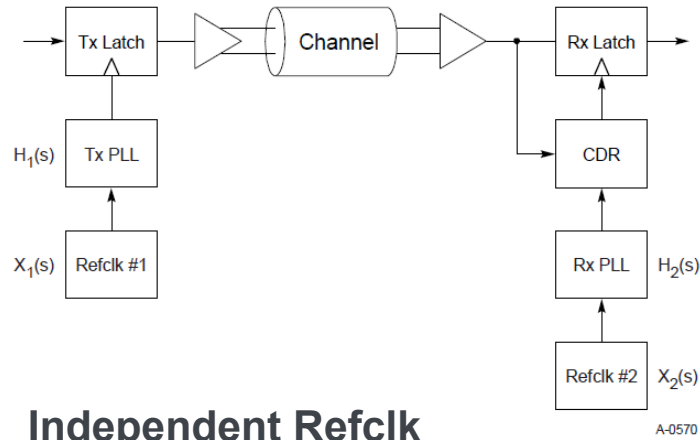 Tx Latch
Channel
Rx Latch
H1(s)
Tx PLL
CDR
X1(s)
Refclk #1
Rx PLL
H2(s)
Refclk #2
X2(s)
Independent Refclk
A-0570